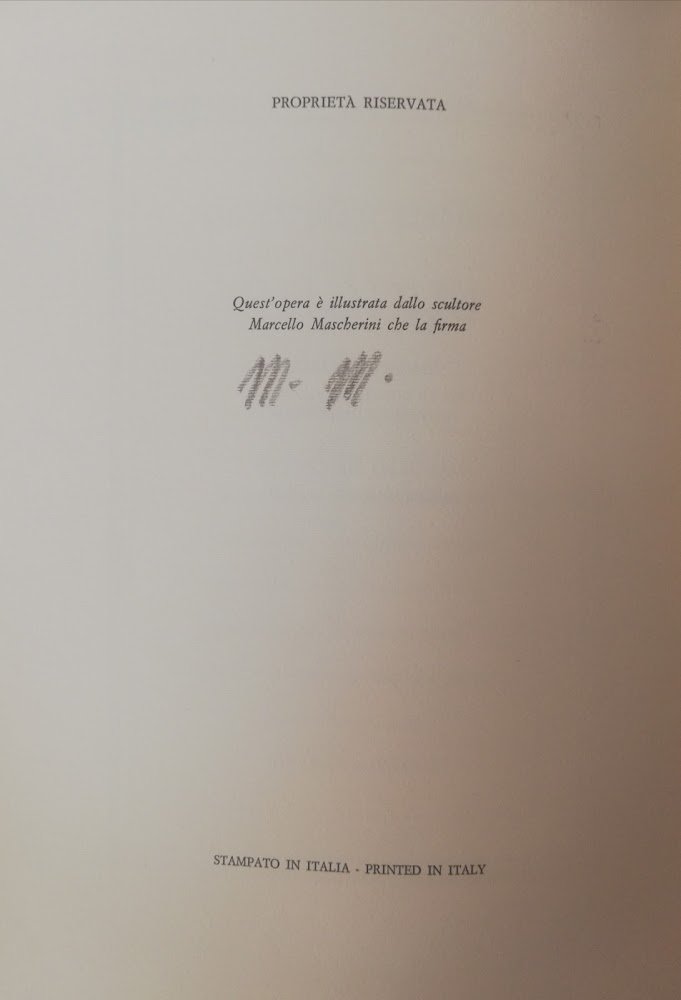 PROPRIETÀ RISERVATA
Quest'opera è illustrata dallo scultore
Marcello Mascherini che la firma
M. M.
STAMPATO IN ITALIA - PRINTED IN ITALY